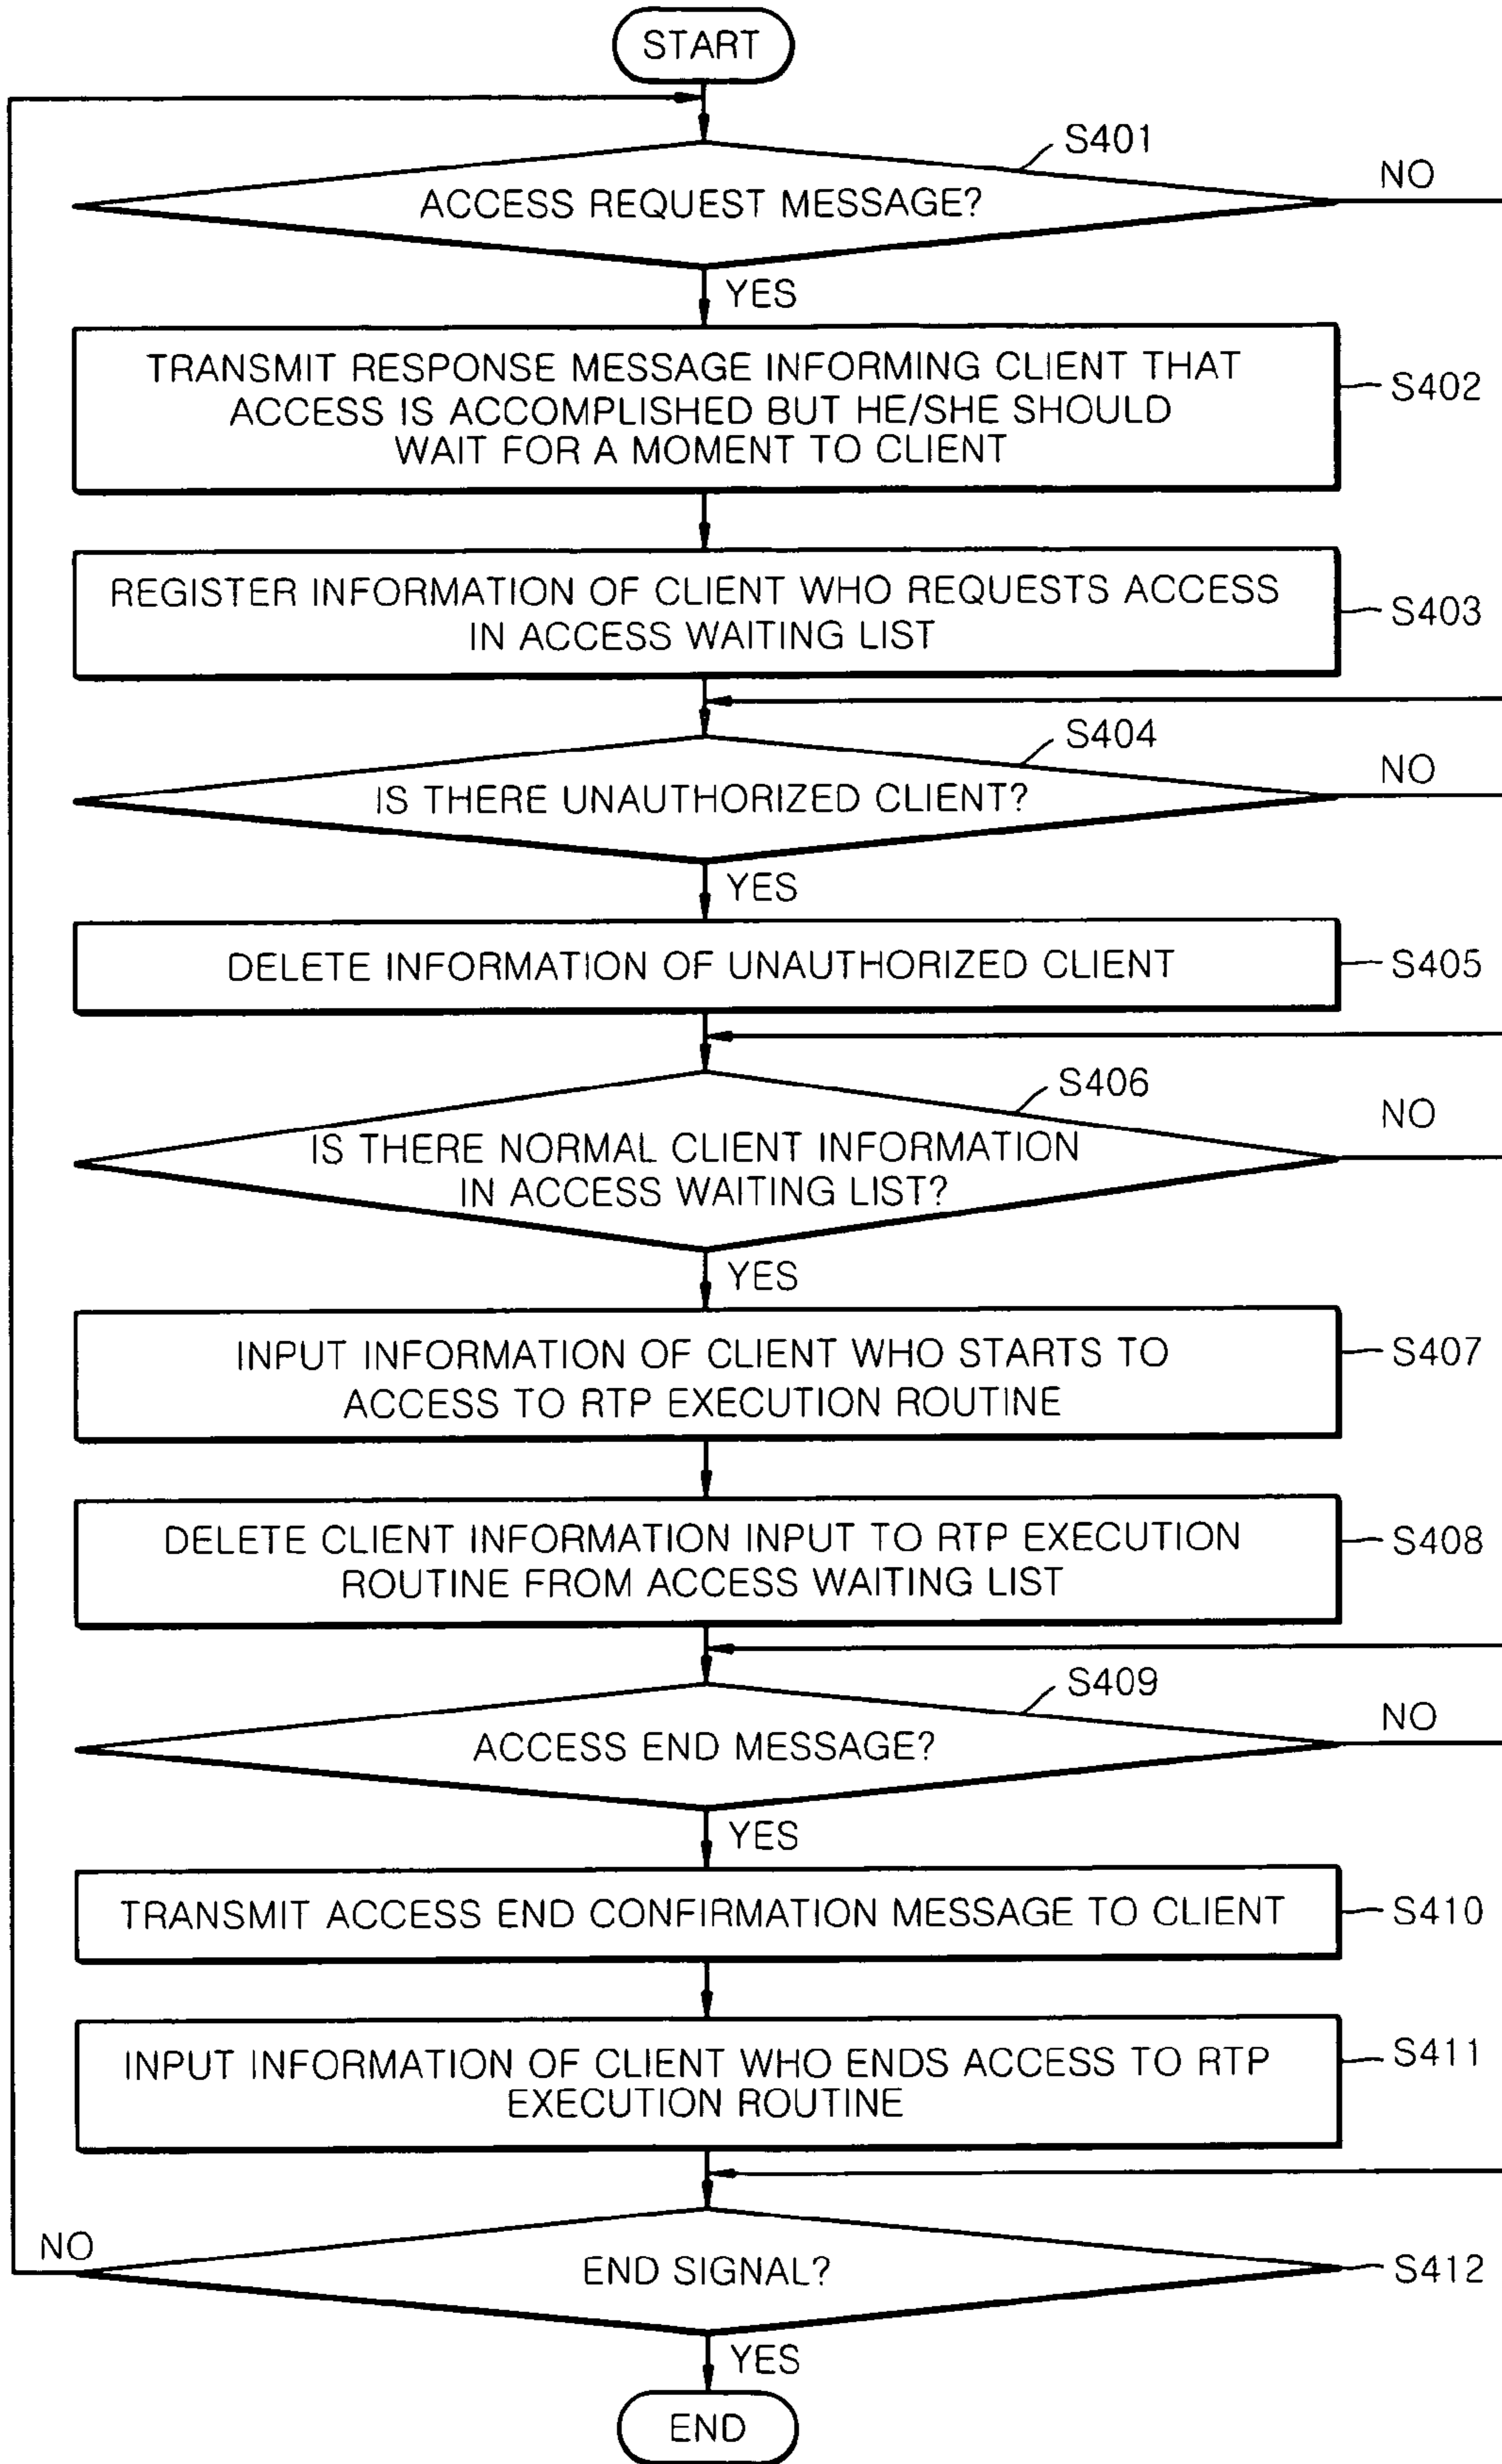 START
S401
NO
ACCESS REQUEST MESSAGE?
YES
TRANSMIT RESPONSE MESSAGE INFORMING CLIENT THAT
ACCESS IS ACCOMPLISHED BUT HE/SHE SHOULD
WAIT FOR A MOMENT TO CLIENT
S402
REGISTER INFORMATION OF CLIENT WHO REQUESTS ACCESS
IN ACCESS WAITING LIST
S403
S404
NO
IS THERE UNAUTHORIZED CLIENT?
YES
DELETE INFORMATION OF UNAUTHORIZED CLIENT
S405
S406
NO
IS THERE NORMAL CLIENT INFORMATION
IN ACCESS WAITING LIST?
YES
INPUT INFORMATION OF CLIENT WHO STARTS TO
ACCESS TO RTP EXECUTION ROUTINE
S407
DELETE CLIENT INFORMATION INPUT TO RTP EXECUTION
ROUTINE FROM ACCESS WAITING LIST
S408
S409
NO
ACCESS END MESSAGE?
YES
TRANSMIT ACCESS END CONFIRMATION MESSAGE TO CLIENT
S410
INPUT INFORMATION OF CLIENT WHO ENDS ACCESS TO RTP
EXECUTION ROUTINE
S411
NO
END SIGNAL?
S412
YES
END